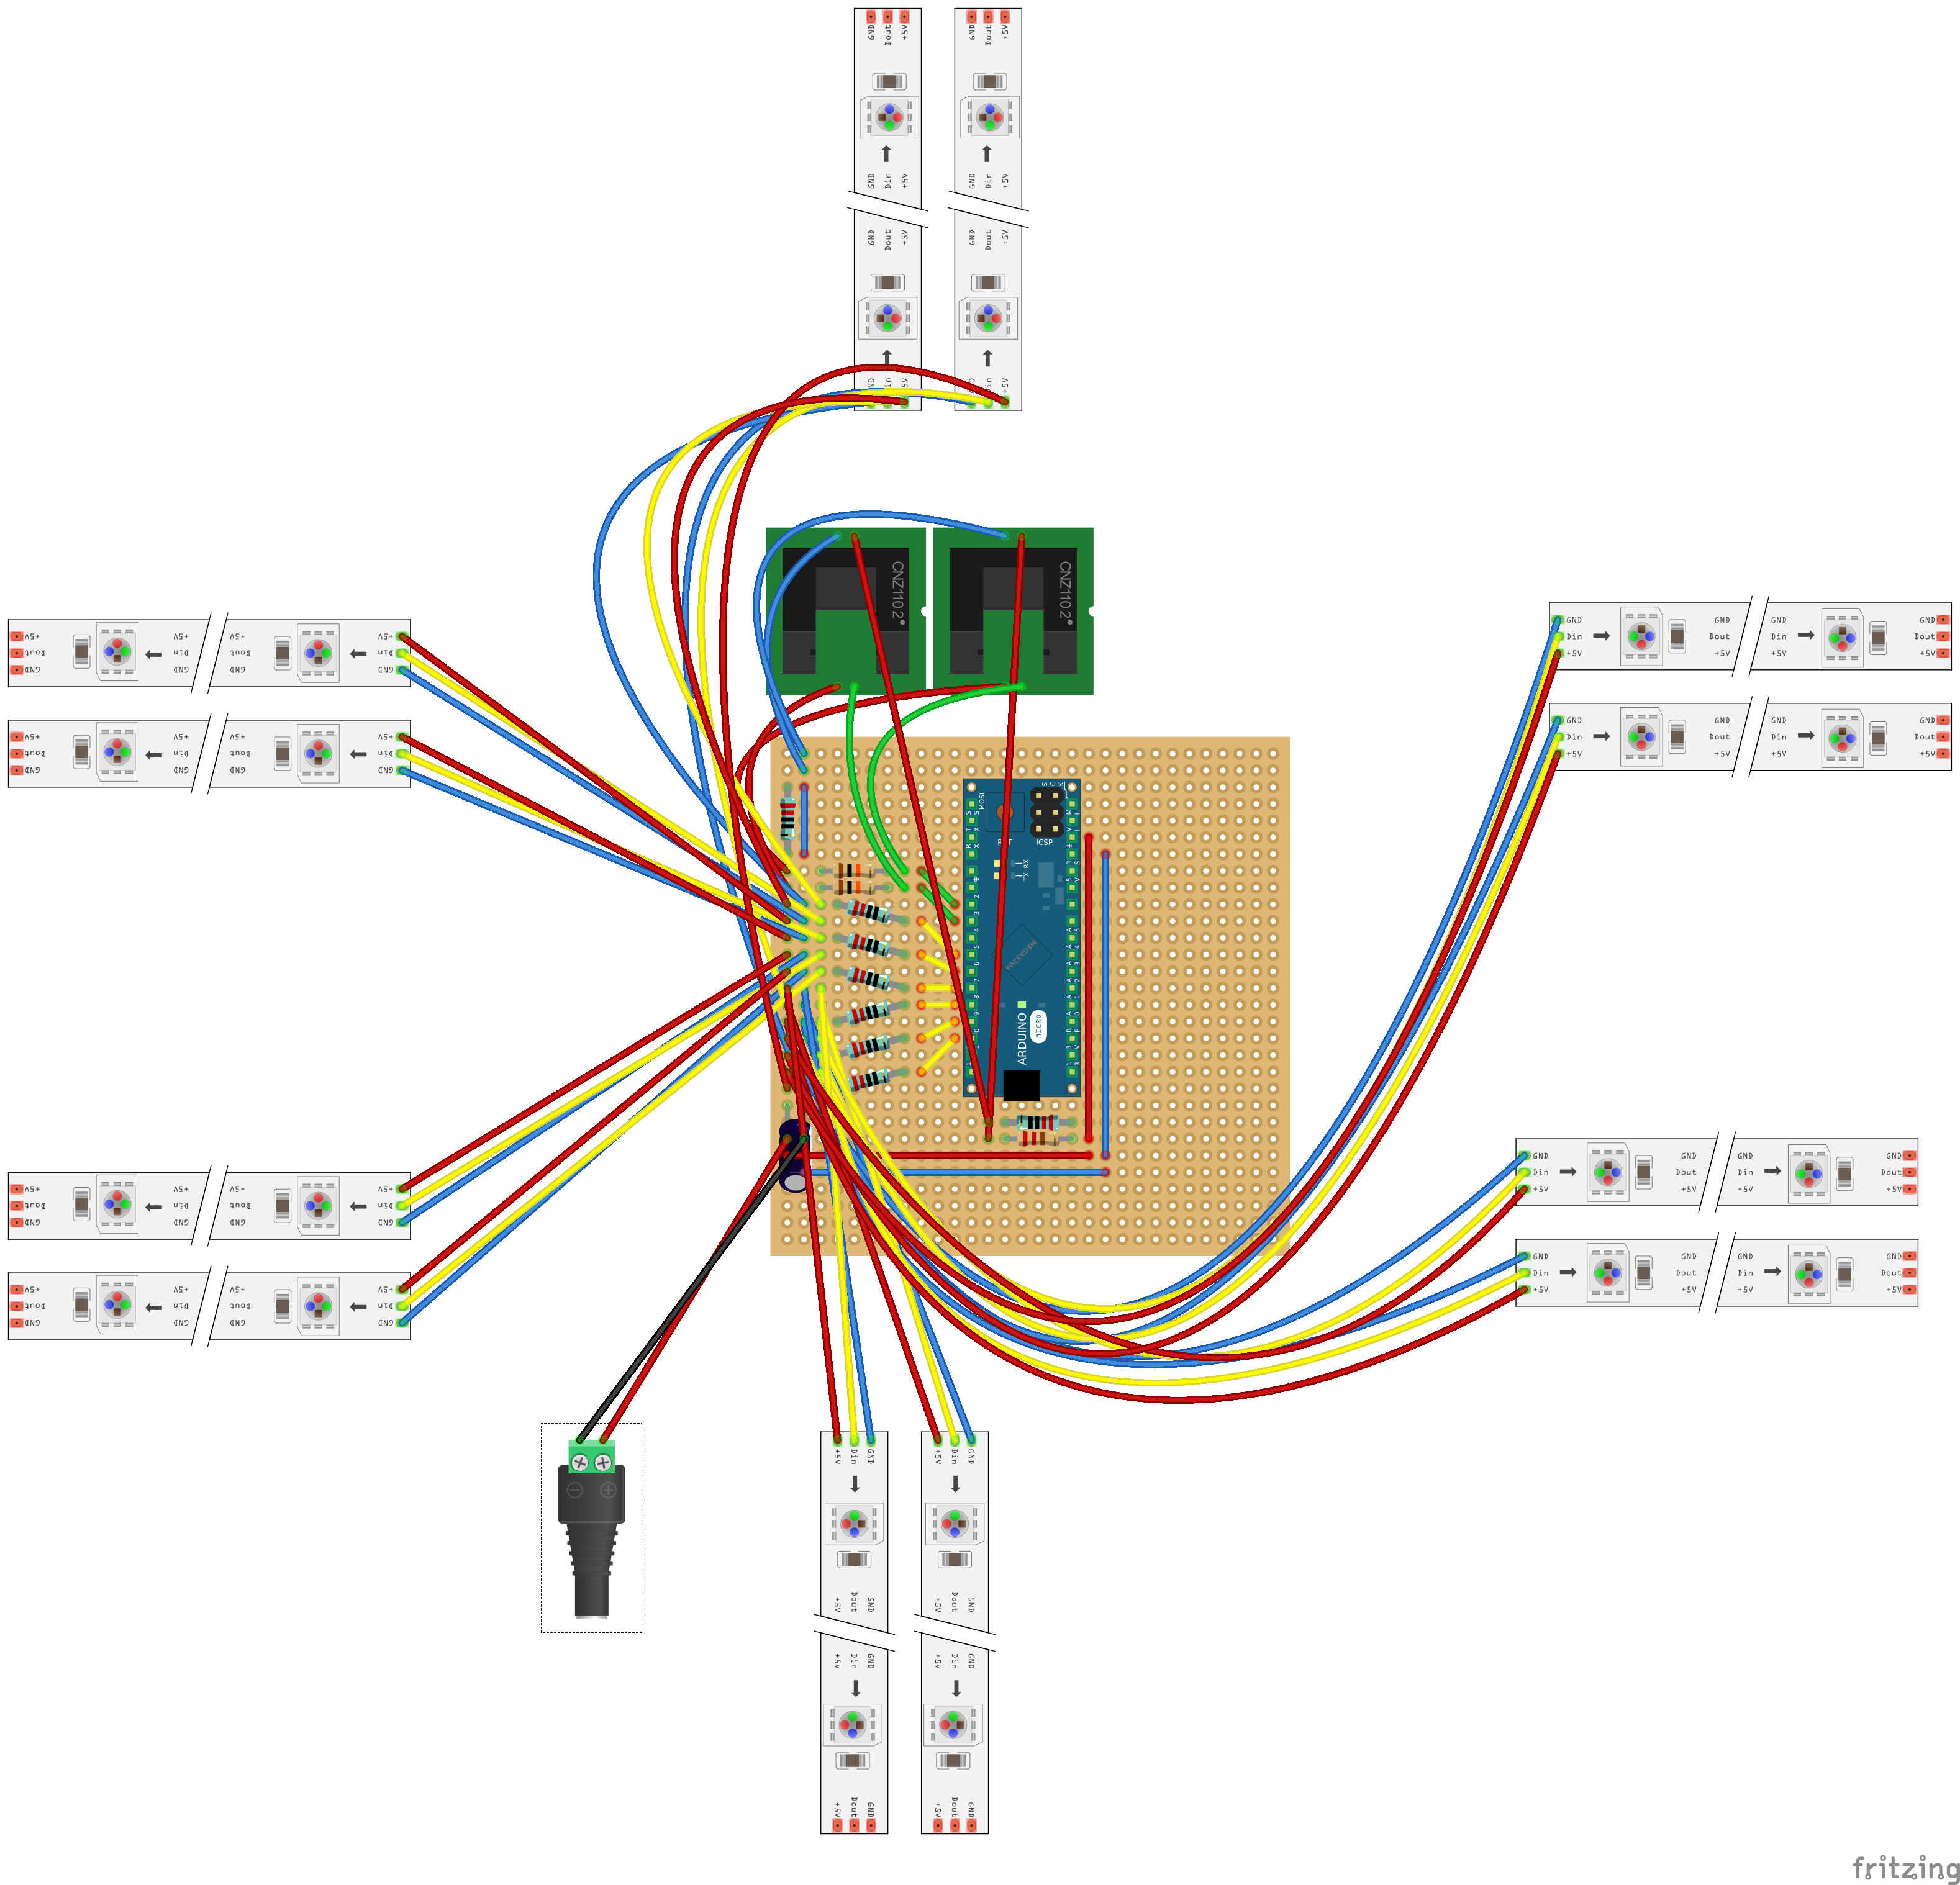 GND Dout +5V
GND Dout +5V
GND Din +5V
GND Din +5V
GND Dout +5V
GND Dout +5V
+5V
+5V
CNZ1102
CNZ1102
+5V +5V +5V +5V
Dout Din Dout Din
GND GND GND GND
+5V +5V +5V +5V
Dout Din Dout Din
GND GND GND GND
GND GND GND GND
Din Dout Din Dout
+5V +5V +5V +5V
GND GND GND GND
Din Dout Din Dout
+5V +5V +5V +5V
MOSI
ICSP
TX RX
MEGA32U4
ARDUINO
MICRO
+5V +5V +5V +5V
Dout Din Dout Din
GND GND GND GND
+5V +5V +5V +5V
Dout Din Dout Din
GND GND GND GND
GND GND GND GND
Din Dout Din Dout
+5V +5V +5V +5V
GND GND GND GND
Din Dout Din Dout
+5V +5V +5V +5V
+5V Din GND
+5V Din GND
+5V Dout GND
+5V Dout GND
+5V Din GND
+5V Din GND
+5V Dout GND
+5V Dout GND
fritzing